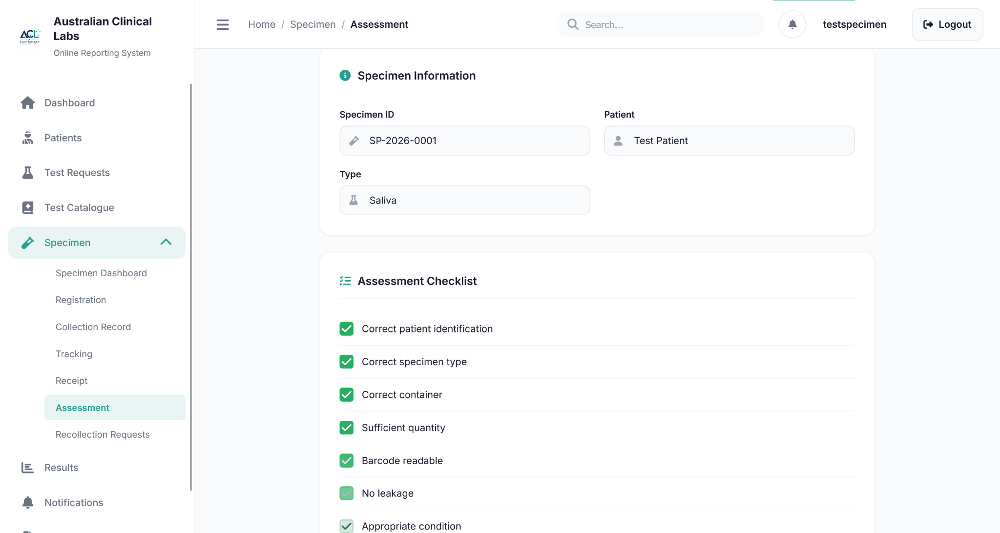 Australian Clinical
Labs
Online Reporting System
ACL
AUSTRALIAN
Home / Specimen / Assessment
Search...
testspecimen
Logout
Dashboard
Patients
Test Requests
Test Catalogue
Specimen
Specimen Dashboard
Registration
Collection Record
Tracking
Receipt
Assessment
Recollection Requests
Results
Notifications
Specimen Information
Specimen ID
SP-2026-0001
Patient
Test Patient
Type
Saliva
Assessment Checklist
Correct patient identification
Correct specimen type
Correct container
Sufficient quantity
Barcode readable
No leakage
Appropriate condition